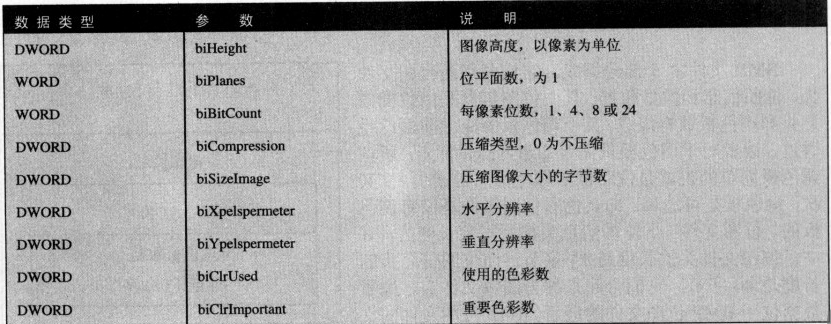 数据类型 参数 说明
DWORD biHeight 图像高度，以像素为单位
WORD biPlanes 位平面数，为 1
WORD biBitCount 每像素位数，1、4、8 或 24
DWORD biCompression 压缩类型，0 为不压缩
DWORD biSizeImage 压缩图像大小的字节数
DWORD biXpelspermeter 水平分辨率
DWORD biYpelspermeter 垂直分辨率
DWORD biClrUsed 使用的色彩数
DWORD biClrImportant 重要色彩数